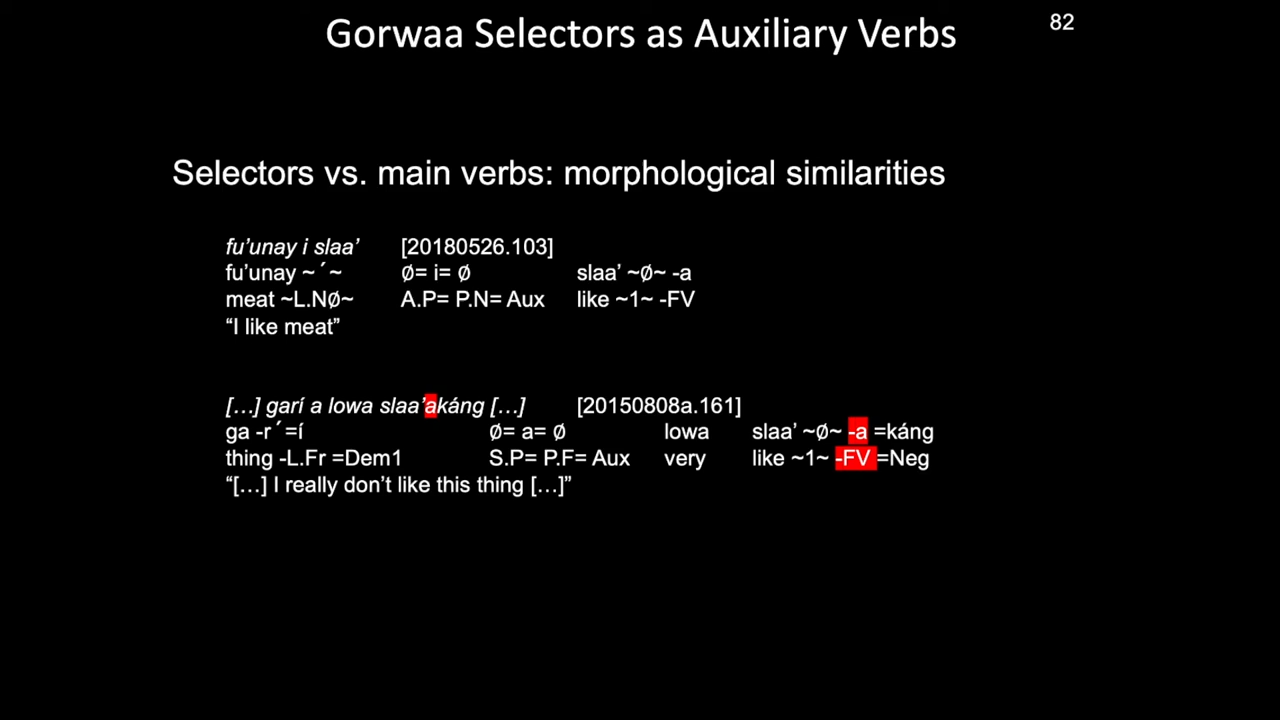 Gorwaa Selectors as Auxiliary Verbs
82
Selectors vs. main verbs: morphological similarities
fu’unay i slaa’ [20180526.103]
fu’unay ~ ´ ~ Ø= i= Ø slaa’ ~Ø~ -a
meat ~L.NØ~ A.P= P.N= Aux like ~1~ -FV
“I like meat”
[…] garí a lowa slaa’akáng […] [20150808a.161]
ga -r ´ =í Ø= a= Ø lowa slaa’ ~Ø~ -a =káng
thing -L.Fr =Dem1 S.P= P.F= Aux very like ~1~ -FV =Neg
“[…] I really don’t like this thing […]”